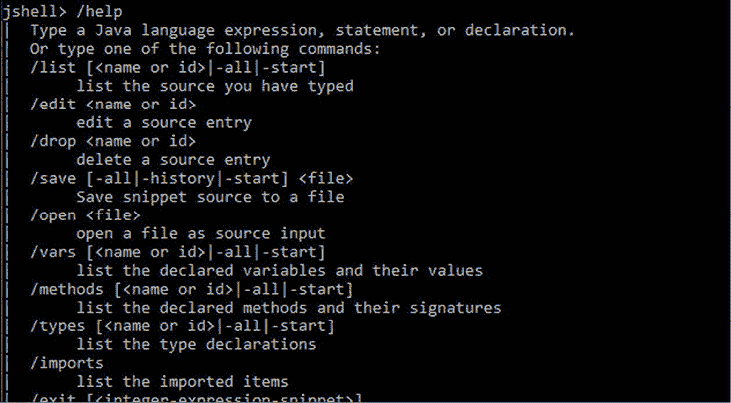 jshell> /help
|  Type a Java language expression, statement, or declaration.
|  Or type one of the following commands:
|  /list [<name or id>|-all|-start]
|       list the source you have typed
|  /edit <name or id>
|       edit a source entry
|  /drop <name or id>
|       delete a source entry
|  /save [-all|-history|-start] <file>
|       Save snippet source to a file
|  /open <file>
|       open a file as source input
|  /vars [<name or id>|-all|-start]
|       list the declared variables and their values
|  /methods [<name or id>|-all|-start]
|       list the declared methods and their signatures
|  /types [<name or id>|-all|-start]
|       list the type declarations
|  /imports
|       list the imported items
|  /exit [<integer-expression-snippet>]